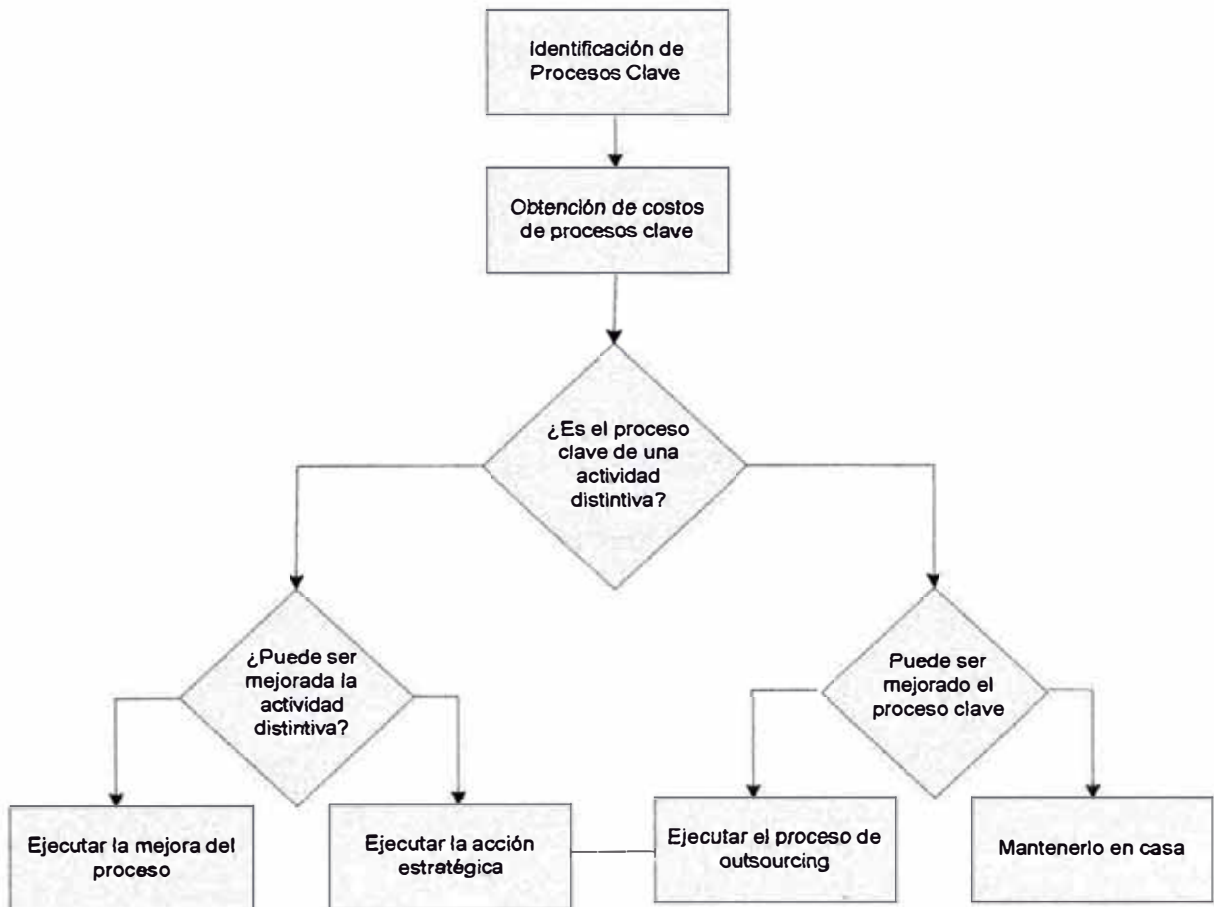 Identificación de
Procesos Clave
Obtención de costos
de procesos clave
¿Es el proceso
clave de una
actividad
distintiva?
¿Puede ser
mejorada la
actividad
distintiva?
Puede ser
mejorado el
proceso clave
Ejecutar la mejora del
proceso
Ejecutar la acción
estratégica
Ejecutar el proceso de
outsourcing
Mantenerlo en casa